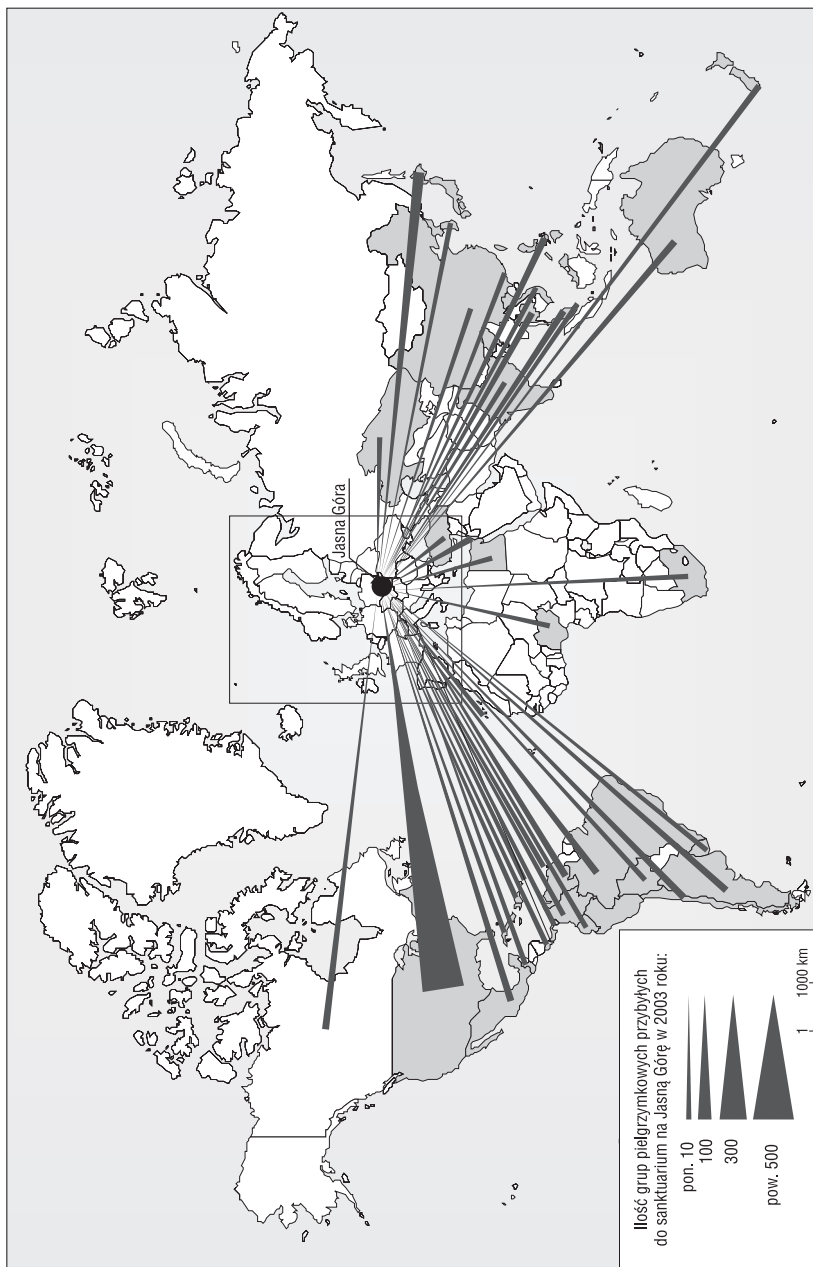 Jasna Góra
Ilość grup pielgrzymkowych przybyłych
do sanktuarium na Jasną Górę w 2003 roku:
pon. 10
100
300
pow. 500
1 1000 km